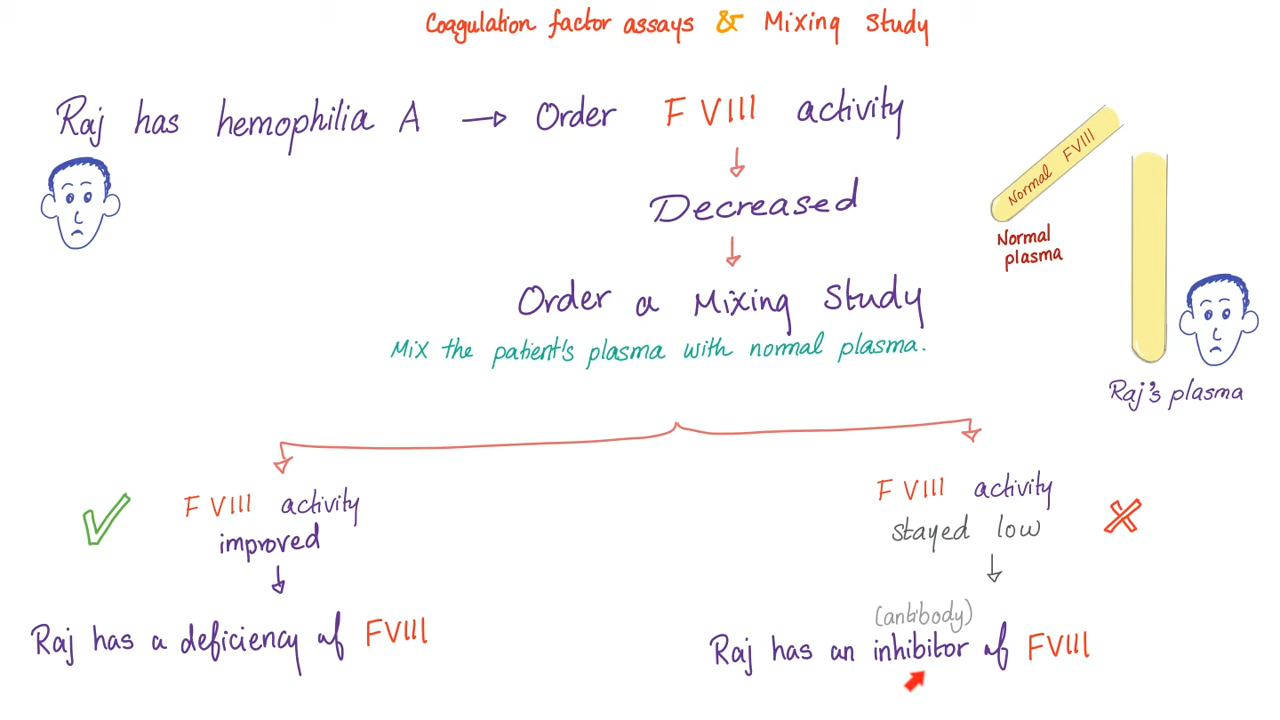 Coagulation factor assays & Mixing Study
Raj has hemophilia A → Order F VIII activity
Decreased
Order a Mixing Study
Mix the patient's plasma with normal plasma.
Normal FVIII
Normal
plasma
Raj's plasma
F VIII activity
improved
Raj has a deficiency of FVIII
F VIII activity
stayed low
(antibody)
Raj has an inhibitor of FVIII